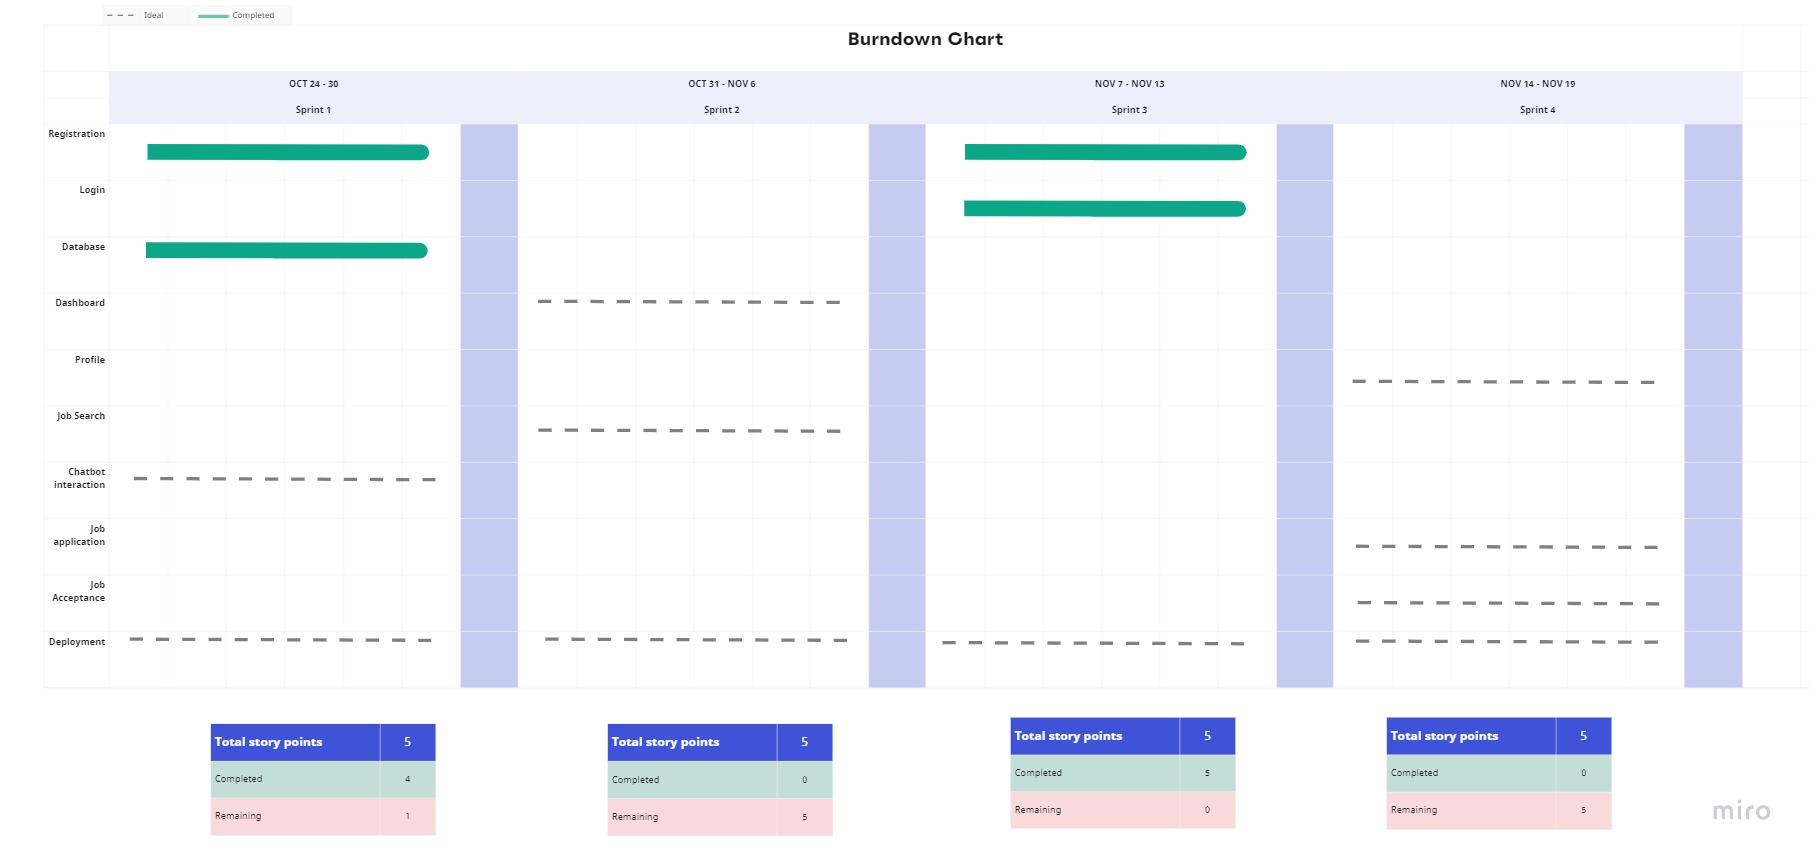 Ideal
Completed
Burndown Chart
OCT 24 - 30
OCT 31 - NOV 6
NOV 7 - NOV 13
NOV 14 - NOV 19
Sprint 1
Sprint 2
Sprint 3
Sprint 4
Registration
Login
Database
Dashboard
Profile
Job Search
Chatbot
interaction
Job
application
Job
Acceptance
Deployment
Total story points 5
Completed 4
Remaining 1
Total story points 5
Completed 0
Remaining 5
Total story points 5
Completed 5
Remaining 0
Total story points 5
Completed 0
Remaining 5
miro